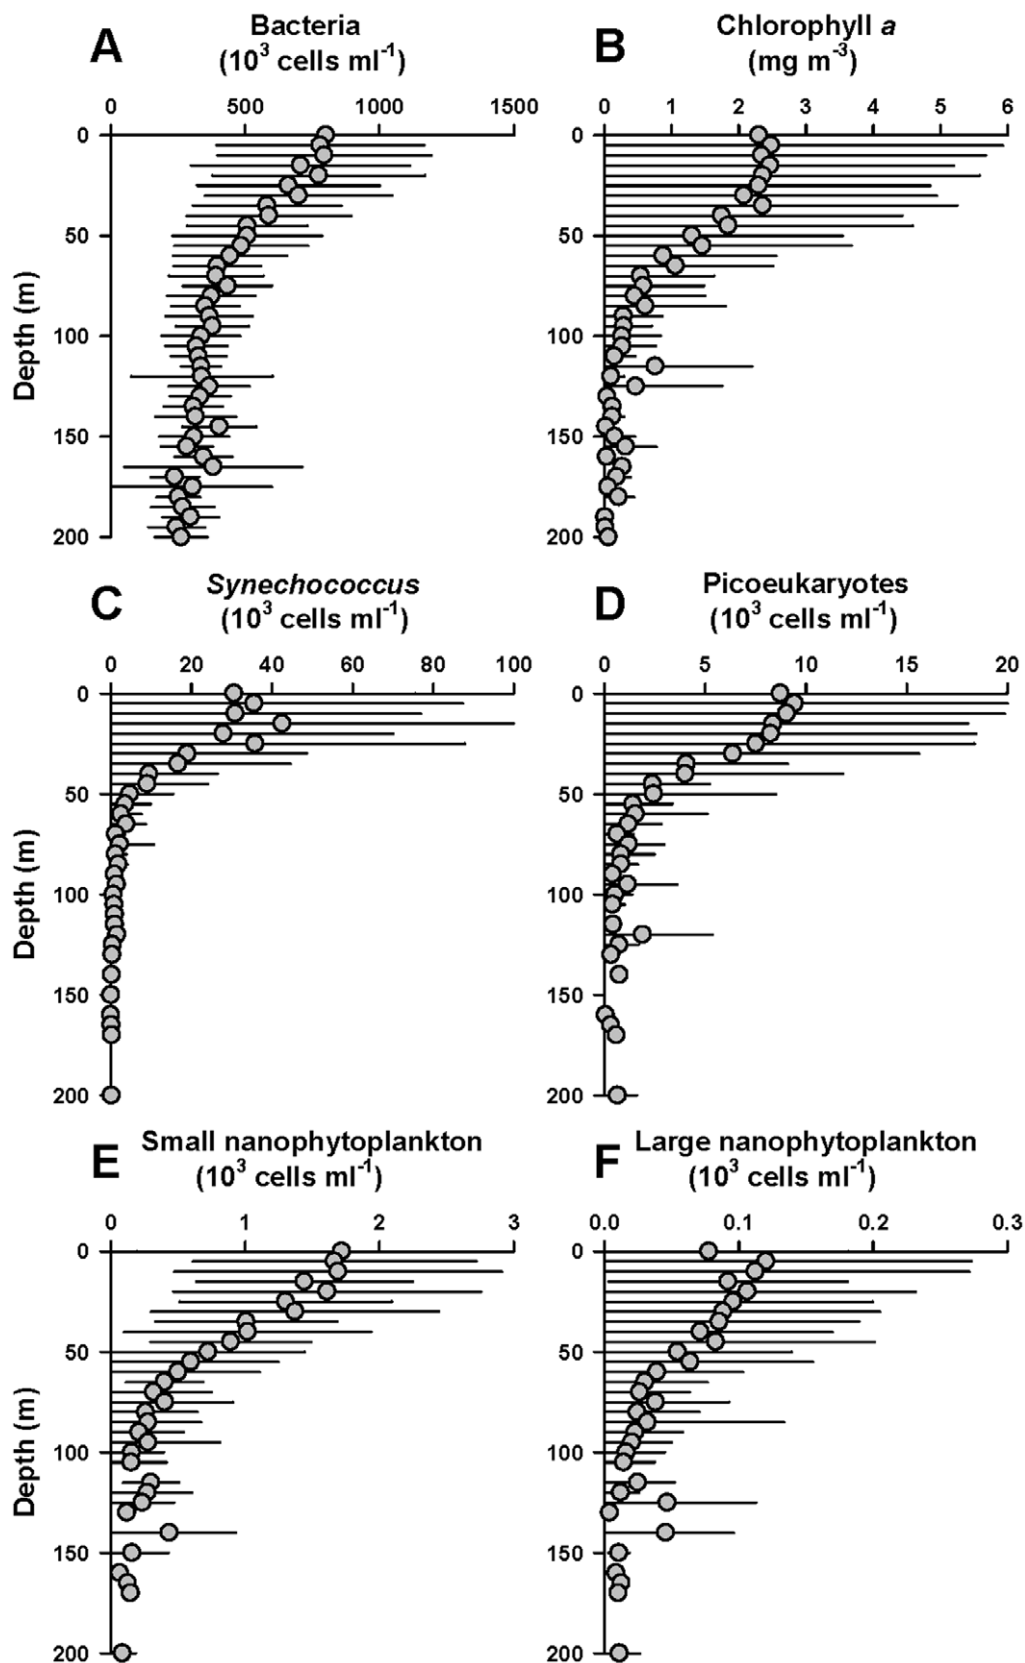 A
Bacteria
(10³ cells ml⁻¹)
0 500 1000 1500
0
50
100
150
200
Depth (m)
B
Chlorophyll a
(mg m⁻³)
0 1 2 3 4 5 6
0
50
100
150
200
C
Synechococcus
(10³ cells ml⁻¹)
0 20 40 60 80 100
0
50
100
150
200
Depth (m)
D
Picoeukaryotes
(10³ cells ml⁻¹)
0 5 10 15 20
0
50
100
150
200
E
Small nanophytoplankton
(10³ cells ml⁻¹)
0 1 2 3
0
50
100
150
200
Depth (m)
F
Large nanophytoplankton
(10³ cells ml⁻¹)
0.0 0.1 0.2 0.3
0
50
100
150
200